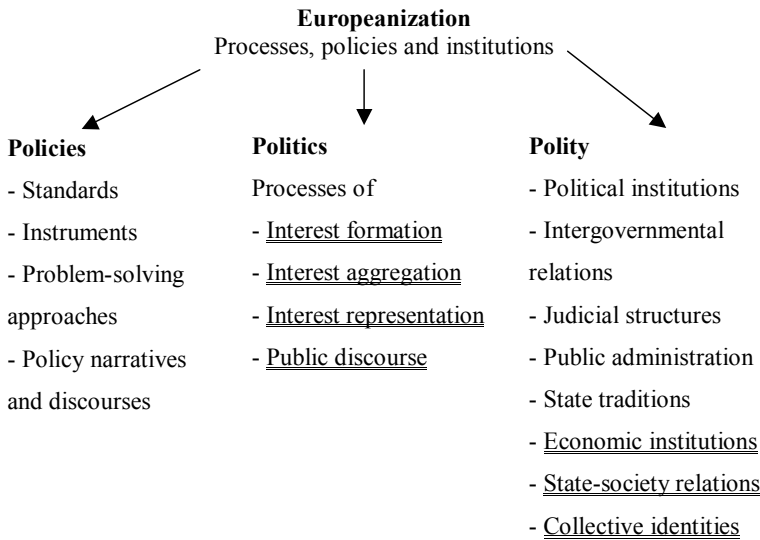 Europeanization
Processes, policies and institutions
Policies
- Standards
- Instruments
- Problem-solving
approaches
- Policy narratives
and discourses
Politics
Processes of
- Interest formation
- Interest aggregation
- Interest representation
- Public discourse
Polity
- Political institutions
- Intergovernmental
relations
- Judicial structures
- Public administration
- State traditions
- Economic institutions
- State-society relations
- Collective identities